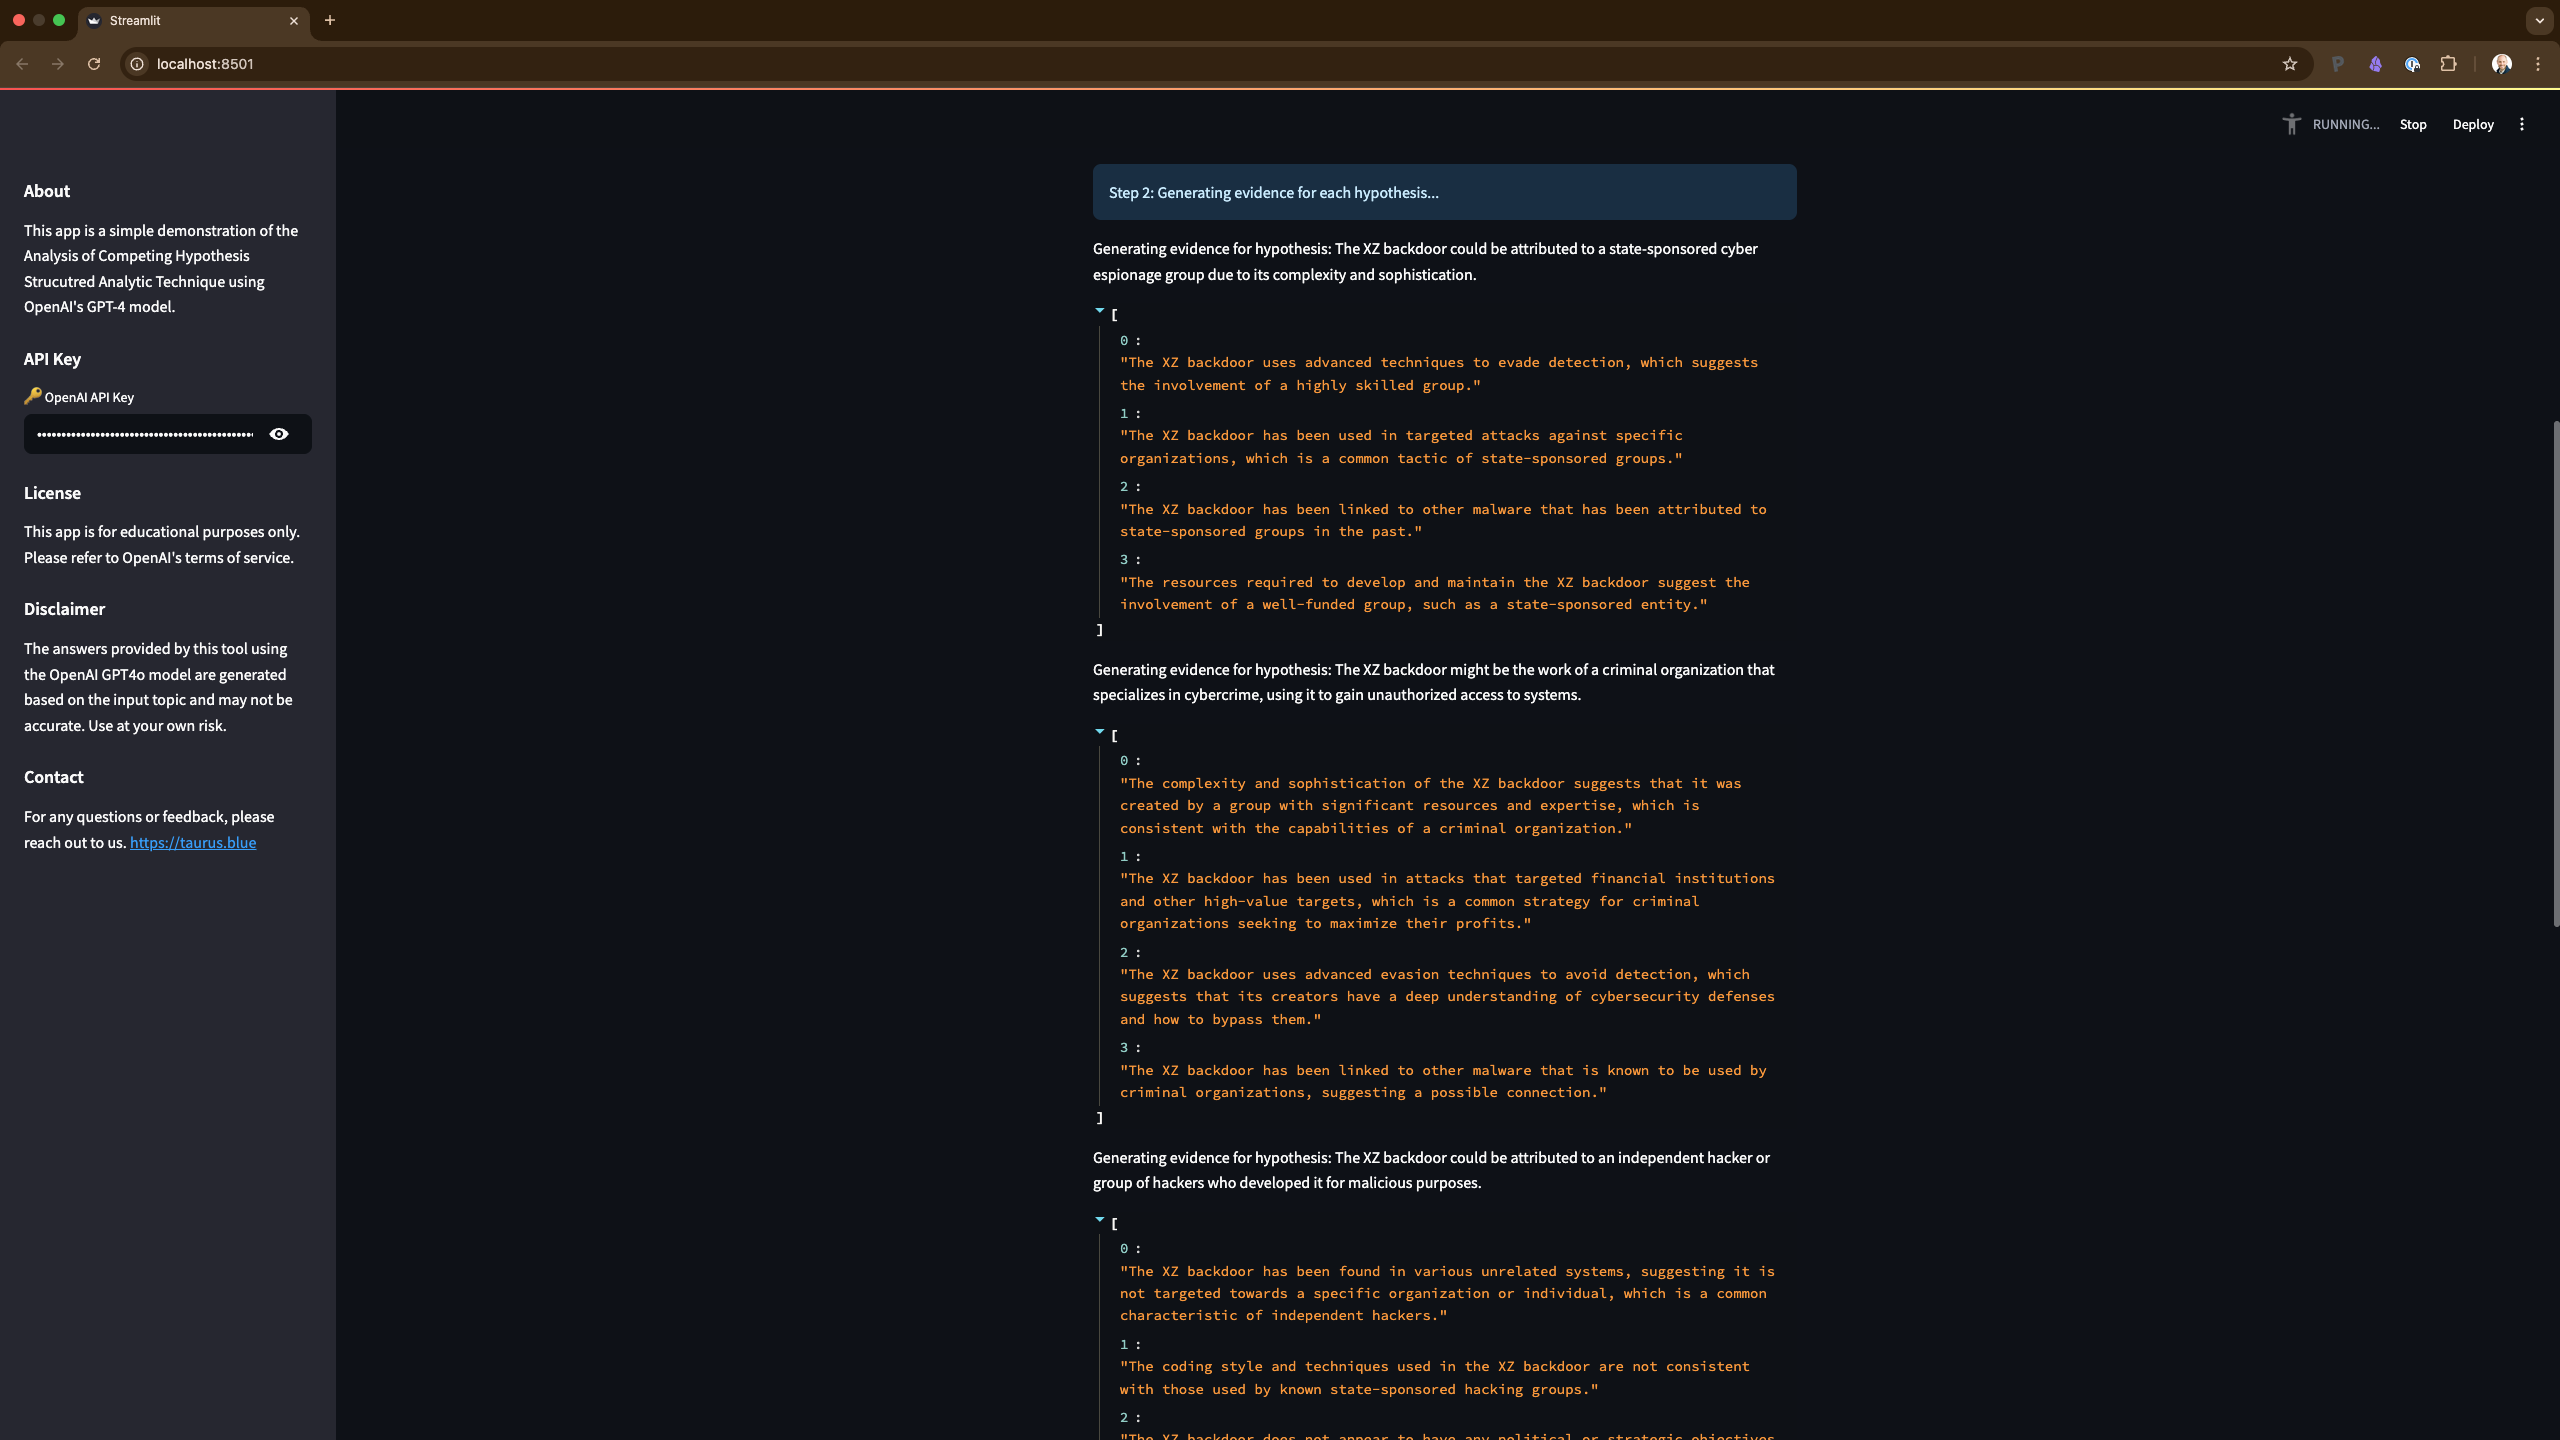 Streamlit
localhost:8501
RUNNING...
Stop
Deploy
About
This app is a simple demonstration of the
Analysis of Competing Hypothesis
Strucutred Analytic Technique using
OpenAI's GPT-4 model.
API Key
OpenAI API Key
License
This app is for educational purposes only.
Please refer to OpenAI's terms of service.
Disclaimer
The answers provided by this tool using
the OpenAI GPT4o model are generated
based on the input topic and may not be
accurate. Use at your own risk.
Contact
For any questions or feedback, please
reach out to us. https://taurus.blue
Step 2: Generating evidence for each hypothesis...
Generating evidence for hypothesis: The XZ backdoor could be attributed to a state-sponsored cyber
espionage group due to its complexity and sophistication.
[
0 :
"The XZ backdoor uses advanced techniques to evade detection, which suggests
the involvement of a highly skilled group."
1 :
"The XZ backdoor has been used in targeted attacks against specific
organizations, which is a common tactic of state-sponsored groups."
2 :
"The XZ backdoor has been linked to other malware that has been attributed to
state-sponsored groups in the past."
3 :
"The resources required to develop and maintain the XZ backdoor suggest the
involvement of a well-funded group, such as a state-sponsored entity."
]
Generating evidence for hypothesis: The XZ backdoor might be the work of a criminal organization that
specializes in cybercrime, using it to gain unauthorized access to systems.
[
0 :
"The complexity and sophistication of the XZ backdoor suggests that it was
created by a group with significant resources and expertise, which is
consistent with the capabilities of a criminal organization."
1 :
"The XZ backdoor has been used in attacks that targeted financial institutions
and other high-value targets, which is a common strategy for criminal
organizations seeking to maximize their profits."
2 :
"The XZ backdoor uses advanced evasion techniques to avoid detection, which
suggests that its creators have a deep understanding of cybersecurity defenses
and how to bypass them."
3 :
"The XZ backdoor has been linked to other malware that is known to be used by
criminal organizations, suggesting a possible connection."
]
Generating evidence for hypothesis: The XZ backdoor could be attributed to an independent hacker or
group of hackers who developed it for malicious purposes.
[
0 :
"The XZ backdoor has been found in various unrelated systems, suggesting it is
not targeted towards a specific organization or individual, which is a common
characteristic of independent hackers."
1 :
"The coding style and techniques used in the XZ backdoor are not consistent
with those used by known state-sponsored hacking groups."
2 :
"The XZ backdoor does not appear to have any political or strategic objectives